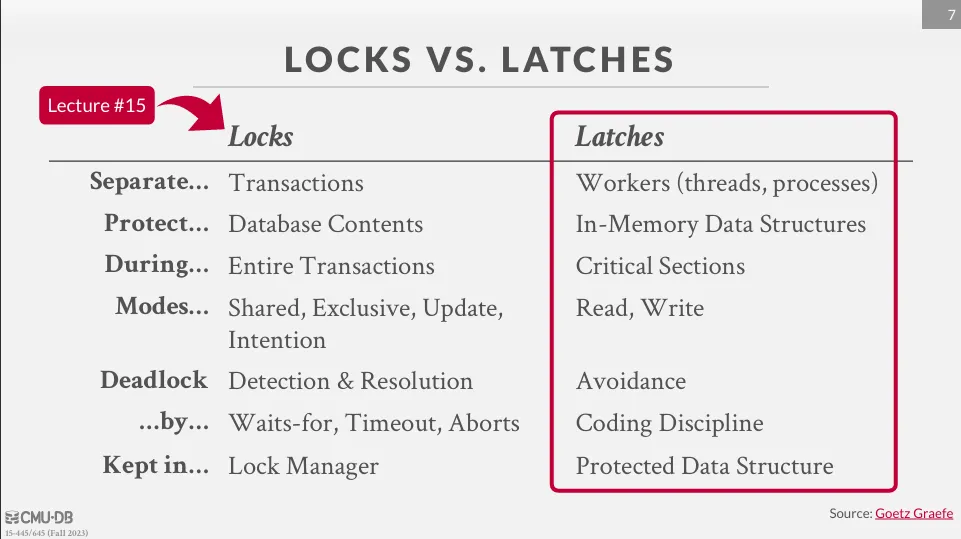 7
LOCKS VS. LATCHES
Lecture #15
Locks Latches
Separate... Transactions Workers (threads, processes)
Protect... Database Contents In-Memory Data Structures
During... Entire Transactions Critical Sections
Modes... Shared, Exclusive, Update, Read, Write
Intention
Deadlock Detection & Resolution Avoidance
...by... Waits-for, Timeout, Aborts Coding Discipline
Kept in... Lock Manager Protected Data Structure
CMU·DB
15-445/645 (Fall 2023)
Source: Goetz Graefe